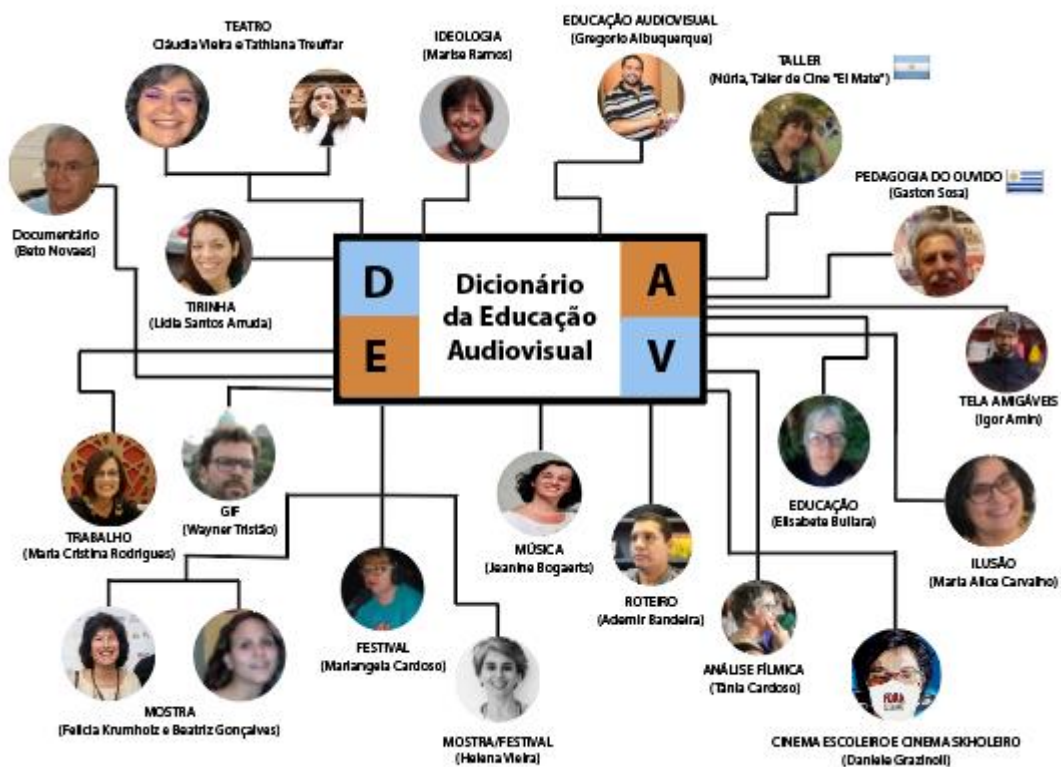 TEATRO
Cláudia Vieira e Tathiana Treuffar
IDEOLOGIA
(Marise Ramos)
EDUCAÇÃO AUDIOVISUAL
(Gregorio Albuquerque)
TALLER
(Núria, Taller de Cine "El Mate")
PEDAGOGIA DO OUVIDO
(Gaston Sosa)
Documentário
(Beto Novaes)
TIRINHA
(Lidia Santos Arruda)
D
E
Dicionário
da Educação
Audiovisual
A
V
TELA AMIGÁVEIS
(Igor Amin)
TRABALHO
(Maria Cristina Rodrigues)
GIF
(Wayner Tristão)
MÚSICA
(Jeanine Bogaerts)
ROTEIRO
(Ademir Bandeira)
EDUCAÇÃO
(Elisabete Bullara)
ILUSÃO
(Maria Alice Carvalho)
MOSTRA
(Felicia Krumholz e Beatriz Gonçalves)
FESTIVAL
(Mariangela Cardoso)
MOSTRA/FESTIVAL
(Helena Vieira)
ANÁLISE FÍLMICA
(Tânia Cardoso)
FORA
CINEMA ESCOLEIRO E CINEMA SKHOLEIRO
(Daniele Grazinoli)